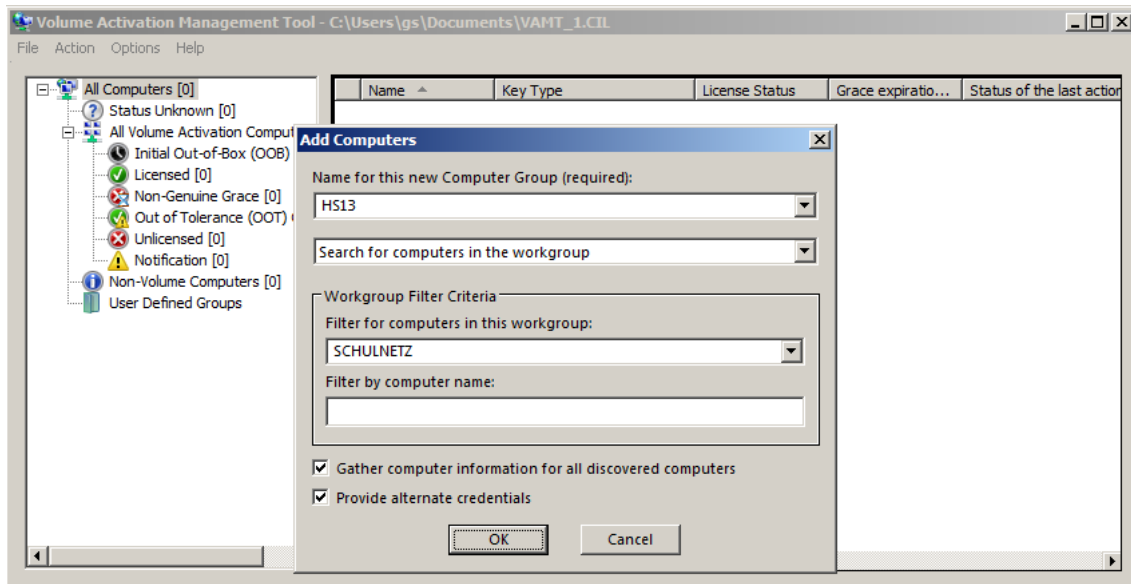 Volume Activation Management Tool - C:\Users\gs\Documents\VAMT_1.CIL
File Action Options Help
All Computers [0]
Status Unknown [0]
All Volume Activation Comput
Initial Out-of-Box (OOB)
Licensed [0]
Non-Genuine Grace [0]
Out of Tolerance (OOT)
Unlicensed [0]
Notification [0]
Non-Volume Computers [0]
User Defined Groups
Name Key Type License Status Grace expiratio... Status of the last action
Add Computers
Name for this new Computer Group (required):
HS13
Search for computers in the workgroup
Workgroup Filter Criteria
Filter for computers in this workgroup:
SCHULNETZ
Filter by computer name:
Gather computer information for all discovered computers
Provide alternate credentials
OK Cancel